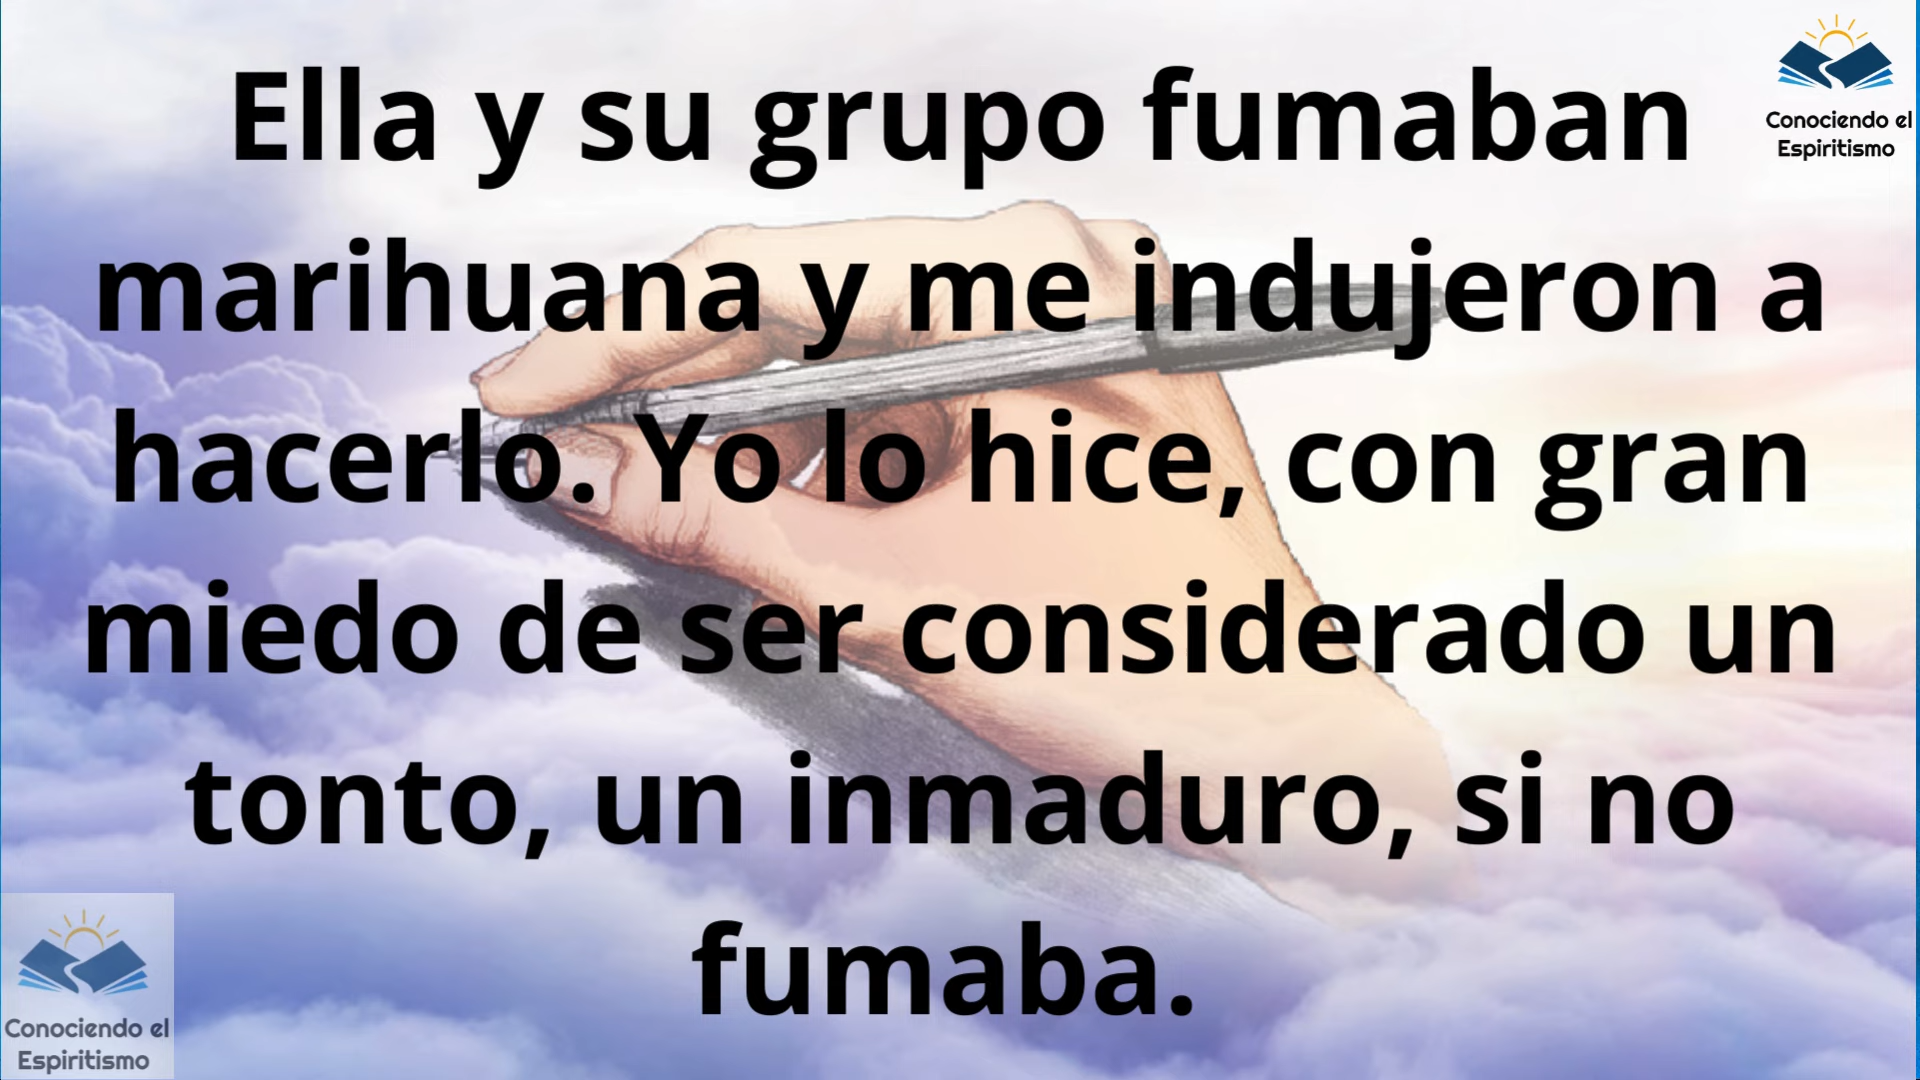 Ella y su grupo fumaban
marihuana y me indujeron a
hacerlo. Yo lo hice, con gran
miedo de ser considerado un
tonto, un inmaduro, si no
fumaba.
Conociendo el
Espiritismo
Conociendo el
Espiritismo